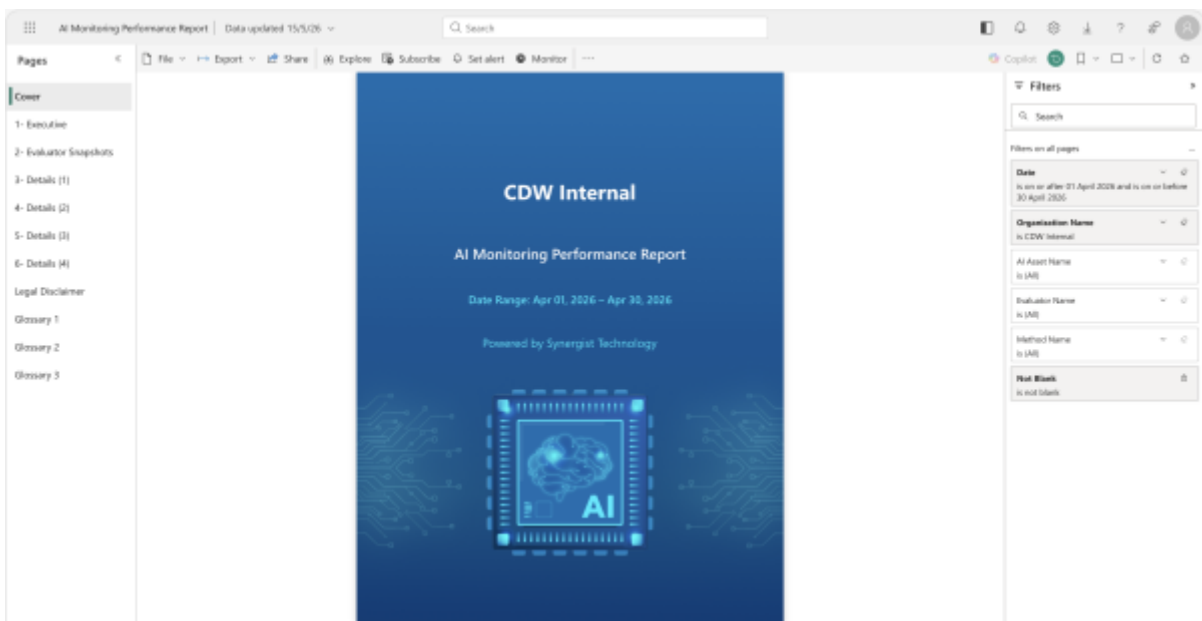 AI Monitoring Performance Report | Data updated 15/5/26
Search
Pages
File
Export
Share
Explore
Subscribe
Set alert
Monitor
...
Copilot
Cover
1- Executive
2- Evaluator Snapshots
3- Details (1)
4- Details (2)
5- Details (3)
6- Details (4)
Legal Disclaimer
Glossary 1
Glossary 2
Glossary 3
CDW Internal
AI Monitoring Performance Report
Date Range: Apr 01, 2026 – Apr 30, 2026
Powered by Synergist Technology
AI
Filters
Search
Filters on all pages
...
Date
is on or after 01 April 2026 and is on or before
30 April 2026
Organisation Name
is CDW Internal
AI Asset Name
is (All)
Evaluator Name
is (All)
Method Name
is (All)
Not Blank
is not blank